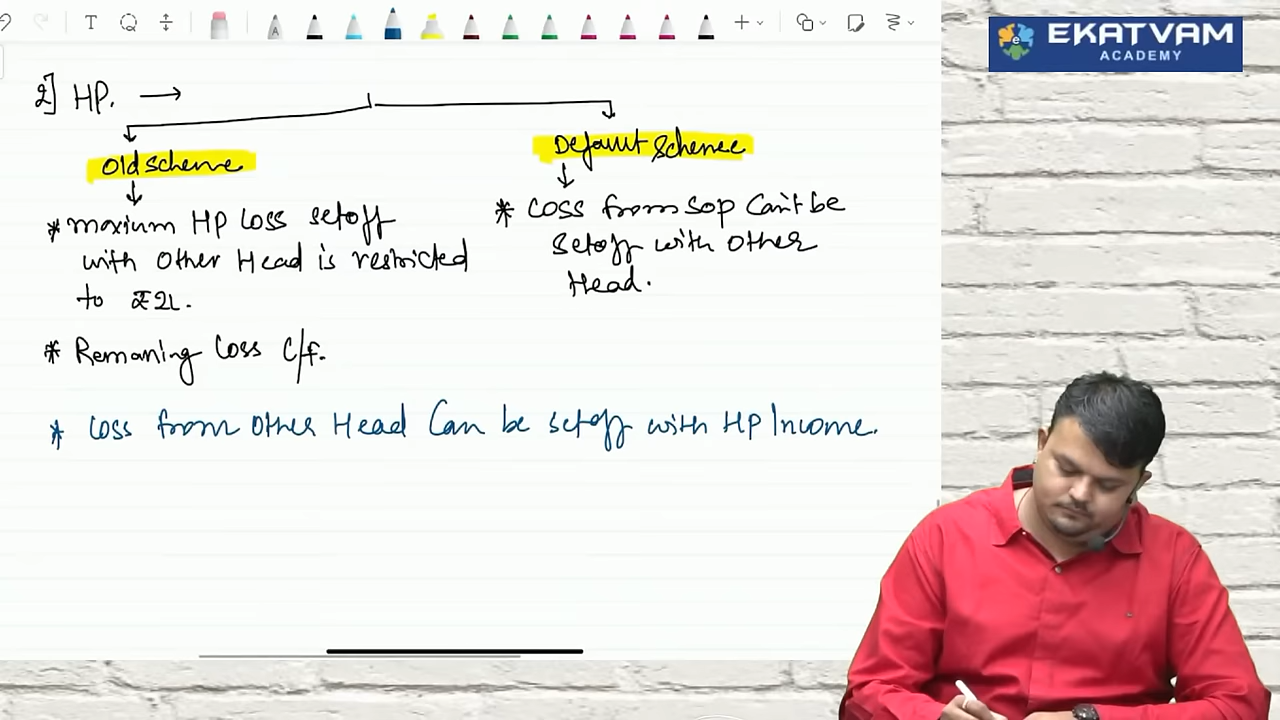 EKATVAM
ACADEMY
2] HP. →
Old scheme
* maxium HP Loss setoff
with Other Head is restricted
to ₹2L.
* Remaning Loss C/f.
Default Scheme
* Loss from SOP Can't be
Setoff with Other
Head.
* Loss from Other Head Can be setoff with HP Income.